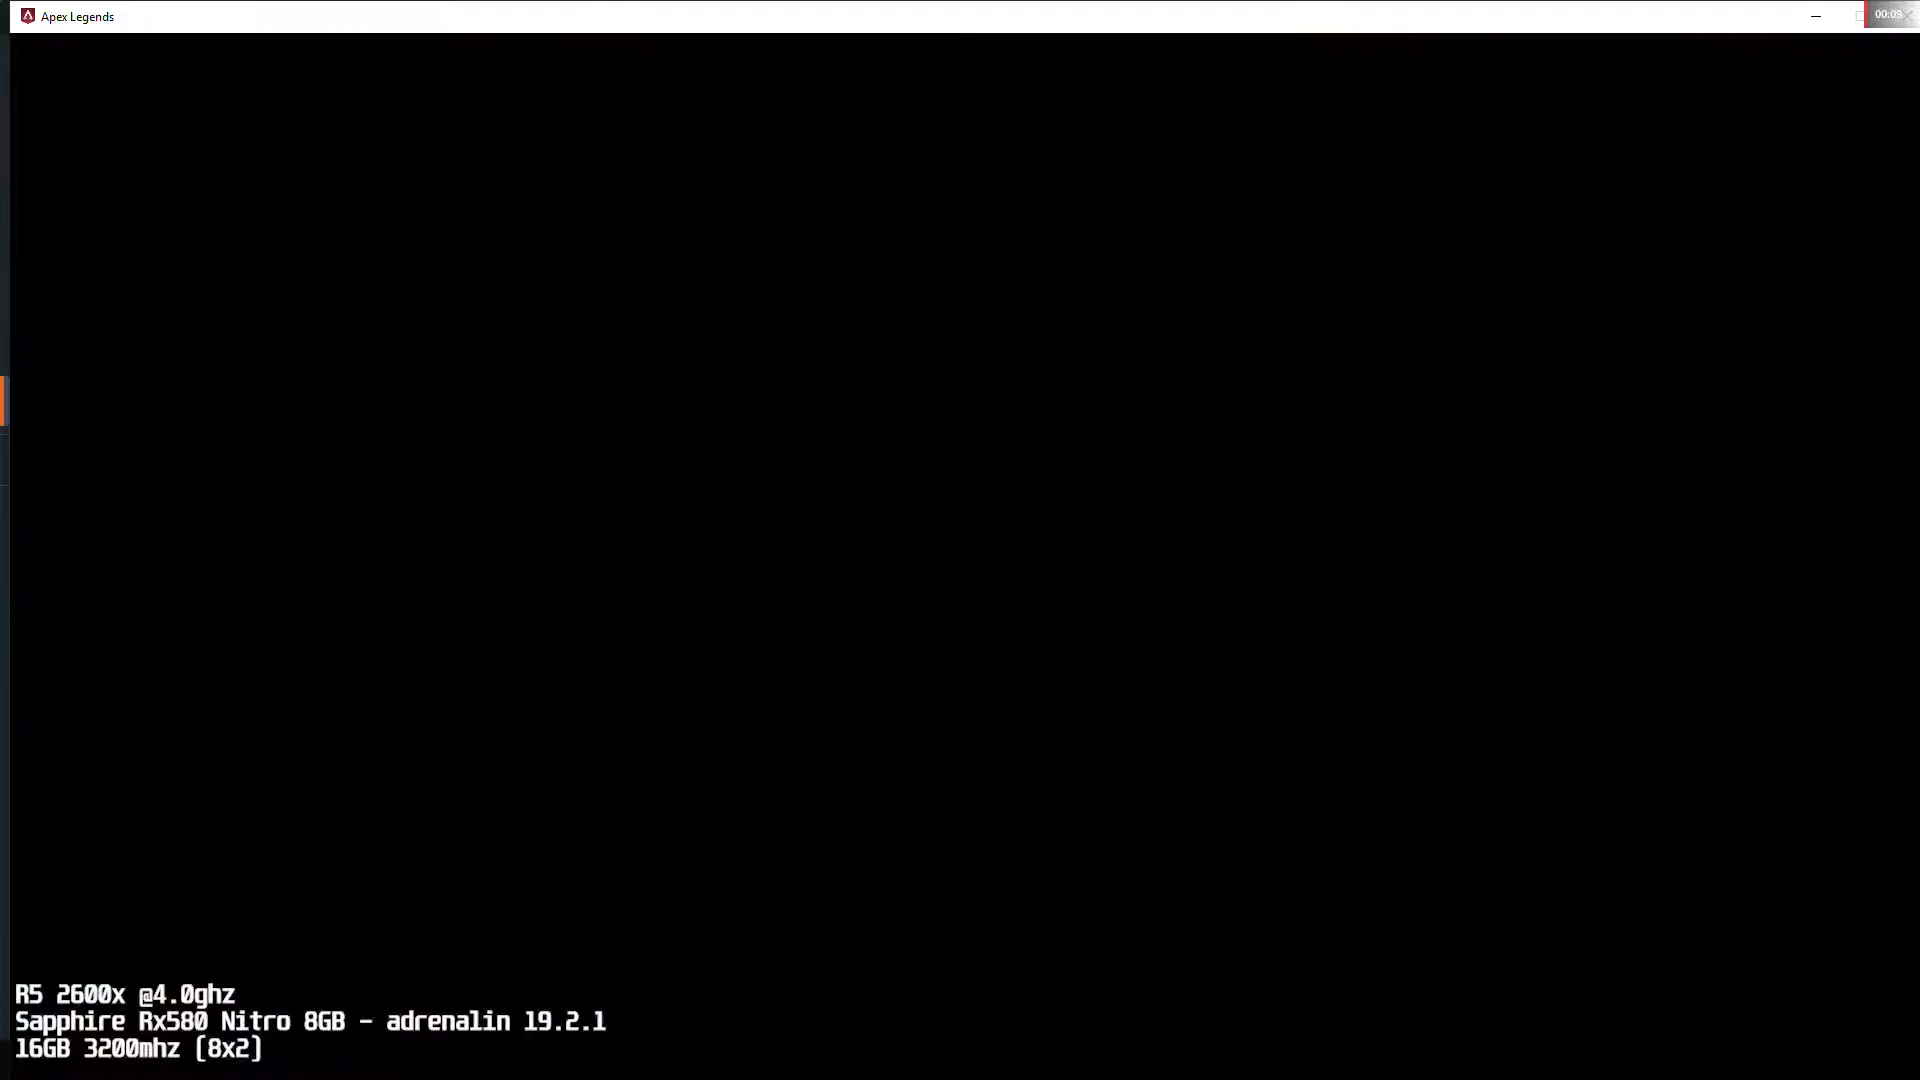 Apex Legends
00:09
R5 2600x @4.0ghz
Sapphire Rx580 Nitro 8GB - adrenalin 19.2.1
16GB 3200mhz [8x2]